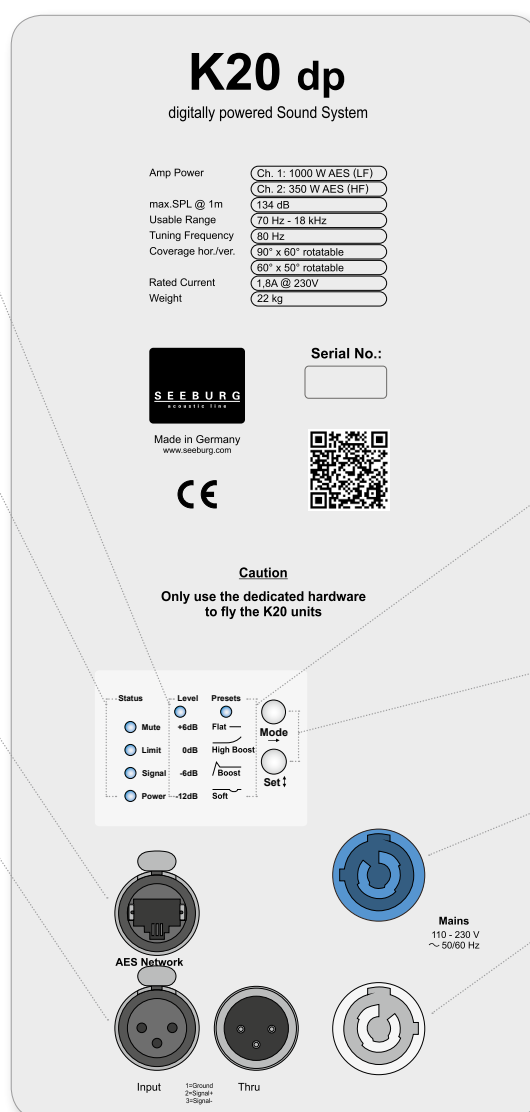 K20 dp
digitally powered Sound System
Amp Power Ch. 1: 1000 W AES (LF)
Ch. 2: 350 W AES (HF)
max.SPL @ 1m 134 dB
Usable Range 70 Hz - 18 kHz
Tuning Frequency 80 Hz
Coverage hor./ver. 90° x 60° rotatable
60° x 50° rotatable
Rated Current 1,8A @ 230V
Weight 22 kg
Serial No.:
SEEBURG
acoustic line
Made in Germany
www.seeburg.com
CE
Caution
Only use the dedicated hardware
to fly the K20 units
Status Level Presets
Mute +6dB Flat
Mode
Limit 0dB High Boost
Signal -6dB Boost
Set
Power -12dB Soft
Mains
110 - 230 V
~ 50/60 Hz
AES Network
Input
1=Ground
2=Signal+
3=Signal-
Thru